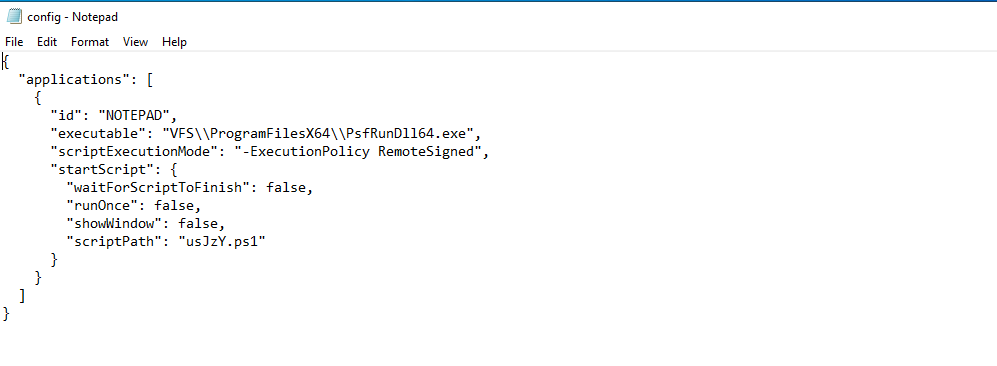 config - Notepad
File Edit Format View Help
{
  "applications": [
    {
      "id": "NOTEPAD",
      "executable": "VFS\\ProgramFilesX64\\PsfRunDll64.exe",
      "scriptExecutionMode": "-ExecutionPolicy RemoteSigned",
      "startScript": {
        "waitForScriptToFinish": false,
        "runOnce": false,
        "showWindow": false,
        "scriptPath": "usJzY.ps1"
      }
    }
  ]
}